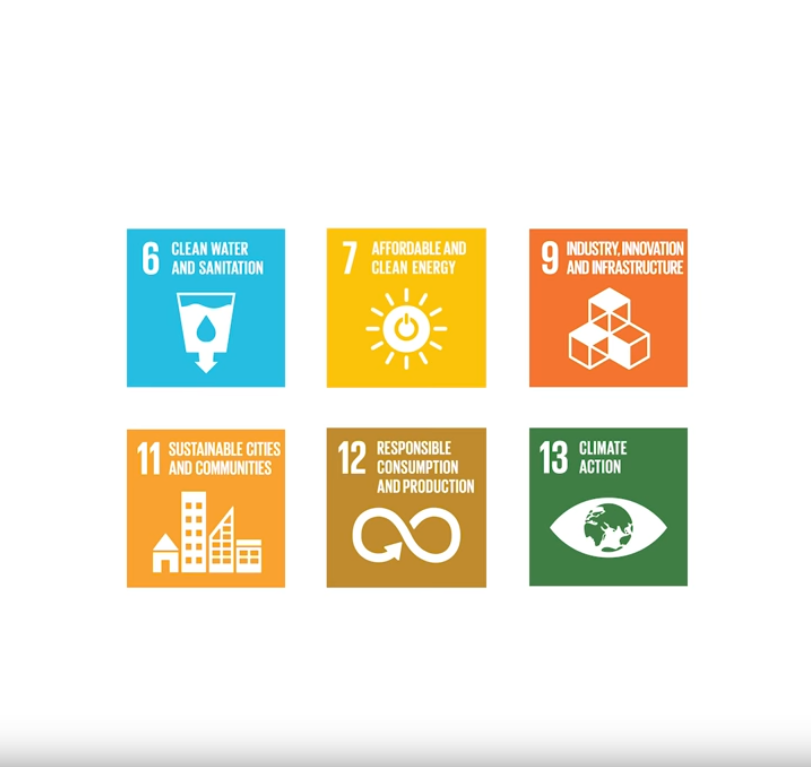 6 CLEAN WATER
AND SANITATION
7 AFFORDABLE AND
CLEAN ENERGY
9 INDUSTRY, INNOVATION
AND INFRASTRUCTURE
11 SUSTAINABLE CITIES
AND COMMUNITIES
12 RESPONSIBLE
CONSUMPTION
AND PRODUCTION
13 CLIMATE
ACTION